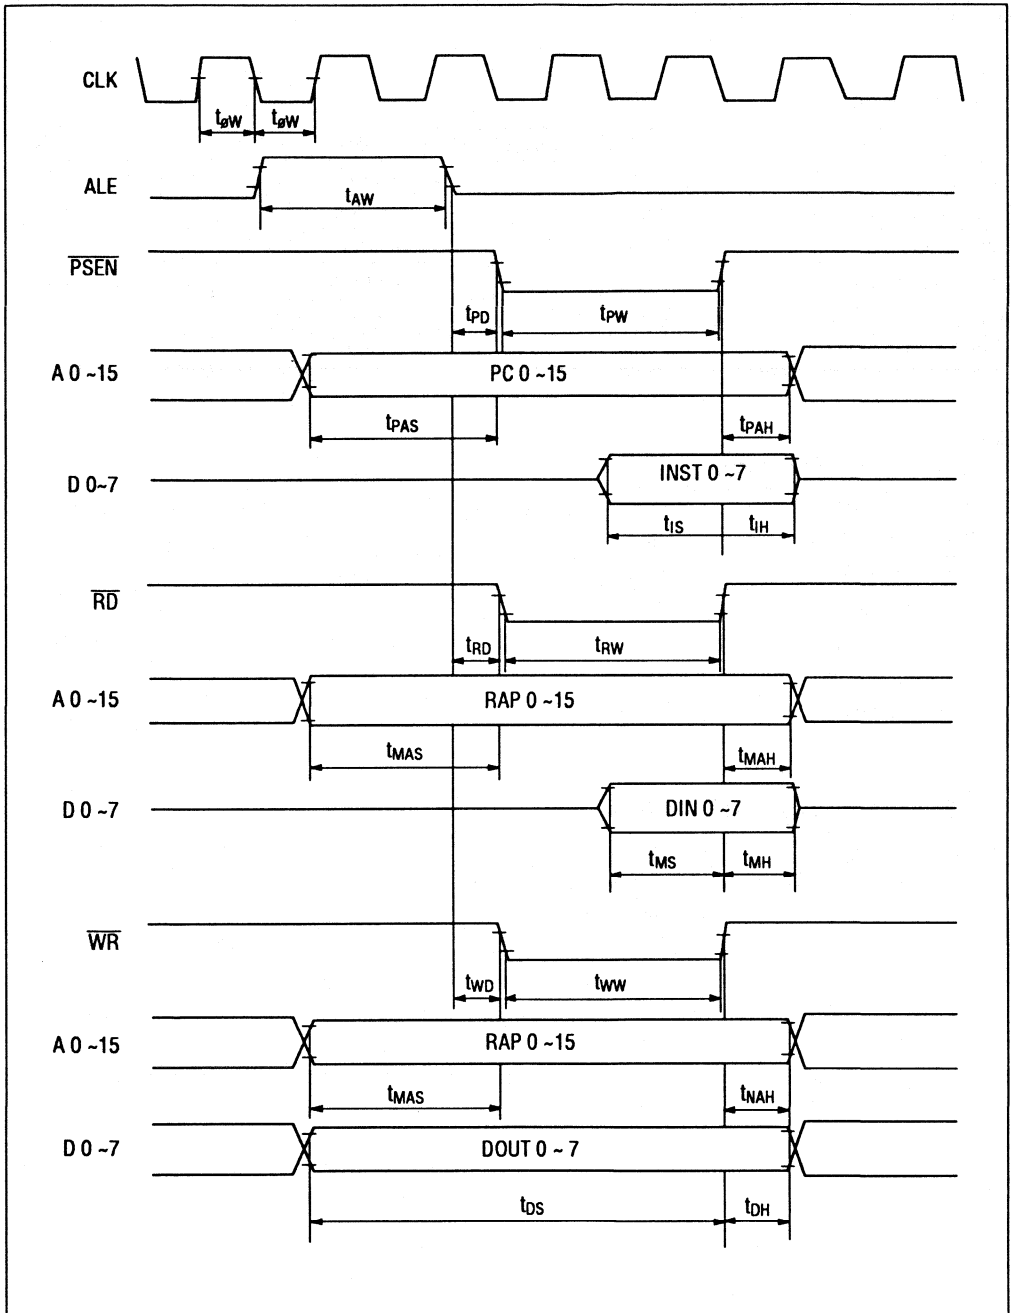 CLK
tøW tøW
ALE
tAW
PSEN
tPD tPW
A 0 ~15 PC 0 ~15
tPAS tPAH
D 0~7 INST 0 ~7
tIS tIH
RD
tRD tRW
A 0 ~15 RAP 0 ~15
tMAS tMAH
D 0 ~7 DIN 0 ~7
tMS tMH
WR
tWD tWW
A 0 ~15 RAP 0 ~15
tMAS tNAH
D 0 ~7 DOUT 0 ~ 7
tDS tDH